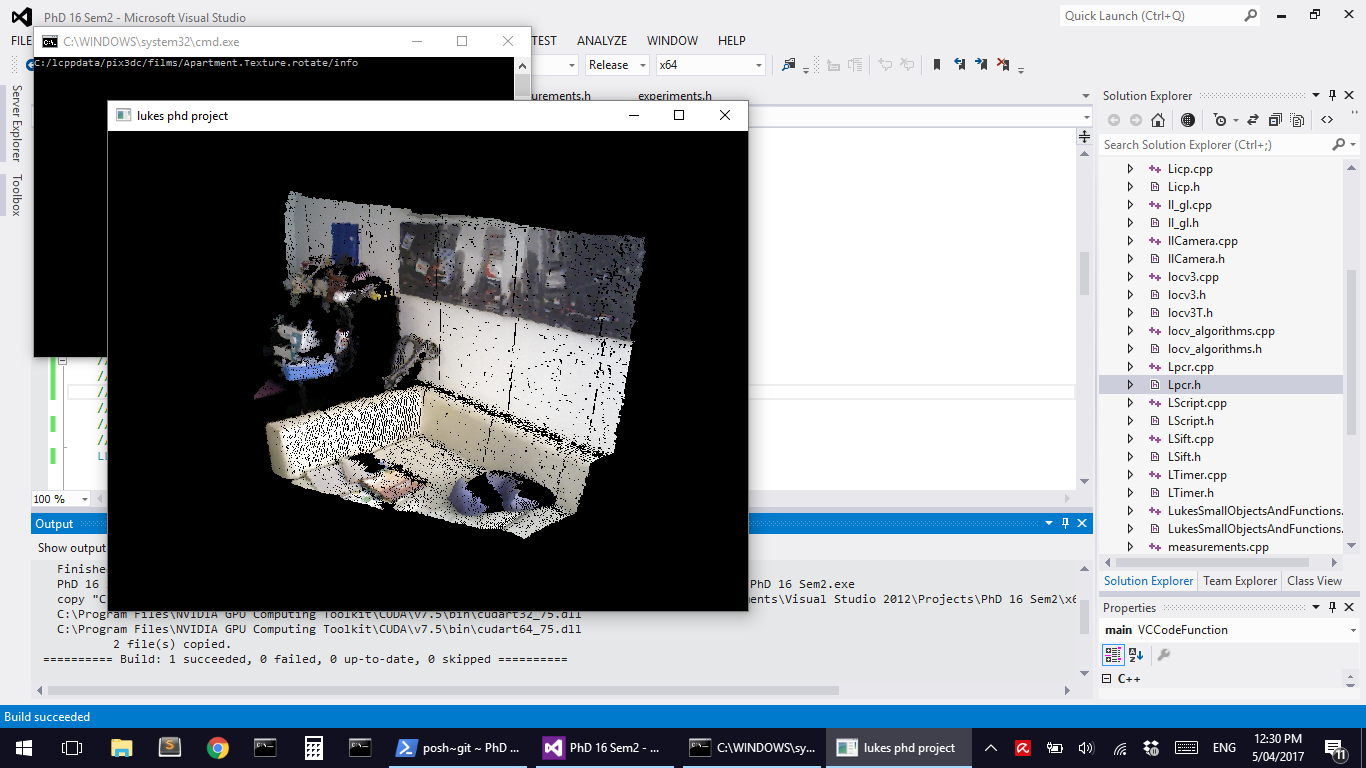 PhD 16 Sem2 - Microsoft Visual Studio
Quick Launch (Ctrl+Q)
C:\WINDOWS\system32\cmd.exe
FILE
TEST ANALYZE WINDOW HELP
C:/lcppdata/pix3dc/films/Apartment.Texture.rotate/info
Release x64
Server Explorer
Toolbox
urements.h experiments.h
lukes phd project
Solution Explorer
Search Solution Explorer (Ctrl+;)
Licp.cpp
Licp.h
ll_gl.cpp
ll_gl.h
llCamera.cpp
llCamera.h
locv3.cpp
locv3.h
locv3T.h
locv_algorithms.cpp
locv_algorithms.h
Lpcr.cpp
Lpcr.h
LScript.cpp
LScript.h
LSift.cpp
LSift.h
LTimer.cpp
LTimer.h
LukesSmallObjectsAndFunctions.
LukesSmallObjectsAndFunctions.
measurements.cpp
Solution Explorer Team Explorer Class View
Properties
main VCCodeFunction
C++
//
//
//
//
//
//
100 %
Output
Show output
Finished
PhD 16 PhD 16 Sem2.exe
copy "C ments\Visual Studio 2012\Projects\PhD 16 Sem2\x6
C:\Program Files\NVIDIA GPU Computing Toolkit\CUDA\v7.5\bin\cudart32_75.dll
C:\Program Files\NVIDIA GPU Computing Toolkit\CUDA\v7.5\bin\cudart64_75.dll
2 file(s) copied.
========== Build: 1 succeeded, 0 failed, 0 up-to-date, 0 skipped ==========
Build succeeded
posh~git ~ PhD ... PhD 16 Sem2 - ... C:\WINDOWS\sy... lukes phd project
ENG
12:30 PM
5/04/2017
11